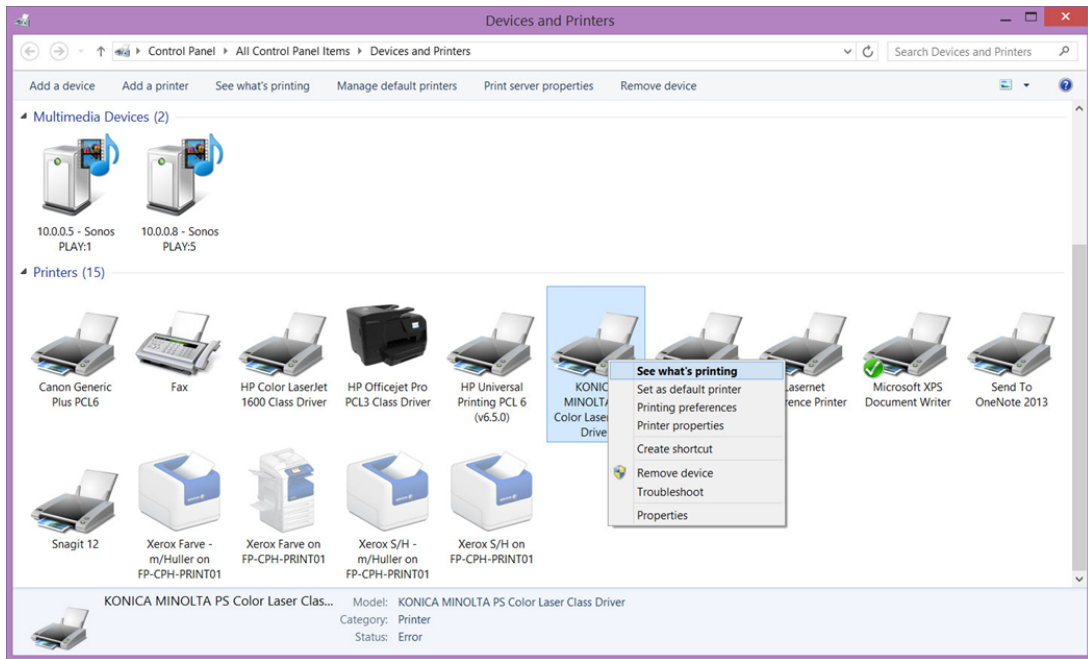 Devices and Printers
Control Panel All Control Panel Items Devices and Printers
Search Devices and Printers
Add a device Add a printer See what's printing Manage default printers Print server properties Remove device
Multimedia Devices (2)
10.0.0.5 - Sonos
PLAY:1
10.0.0.8 - Sonos
PLAY:5
Printers (15)
Canon Generic
Plus PCL6
Fax
HP Color LaserJet
1600 Class Driver
HP Officejet Pro
PCL3 Class Driver
HP Universal
Printing PCL 6
(v6.5.0)
KONIC
MINOLTA
Color Laser
Drive
See what's printing
Set as default printer
Printing preferences
Printer properties
Create shortcut
Remove device
Troubleshoot
Properties
Lasernet
rence Printer
Microsoft XPS
Document Writer
Send To
OneNote 2013
Snagit 12
Xerox Farve -
m/Huller on
FP-CPH-PRINT01
Xerox Farve on
FP-CPH-PRINT01
Xerox S/H -
m/Huller on
FP-CPH-PRINT01
Xerox S/H on
FP-CPH-PRINT01
KONICA MINOLTA PS Color Laser Clas... Model: KONICA MINOLTA PS Color Laser Class Driver
Category: Printer
Status: Error